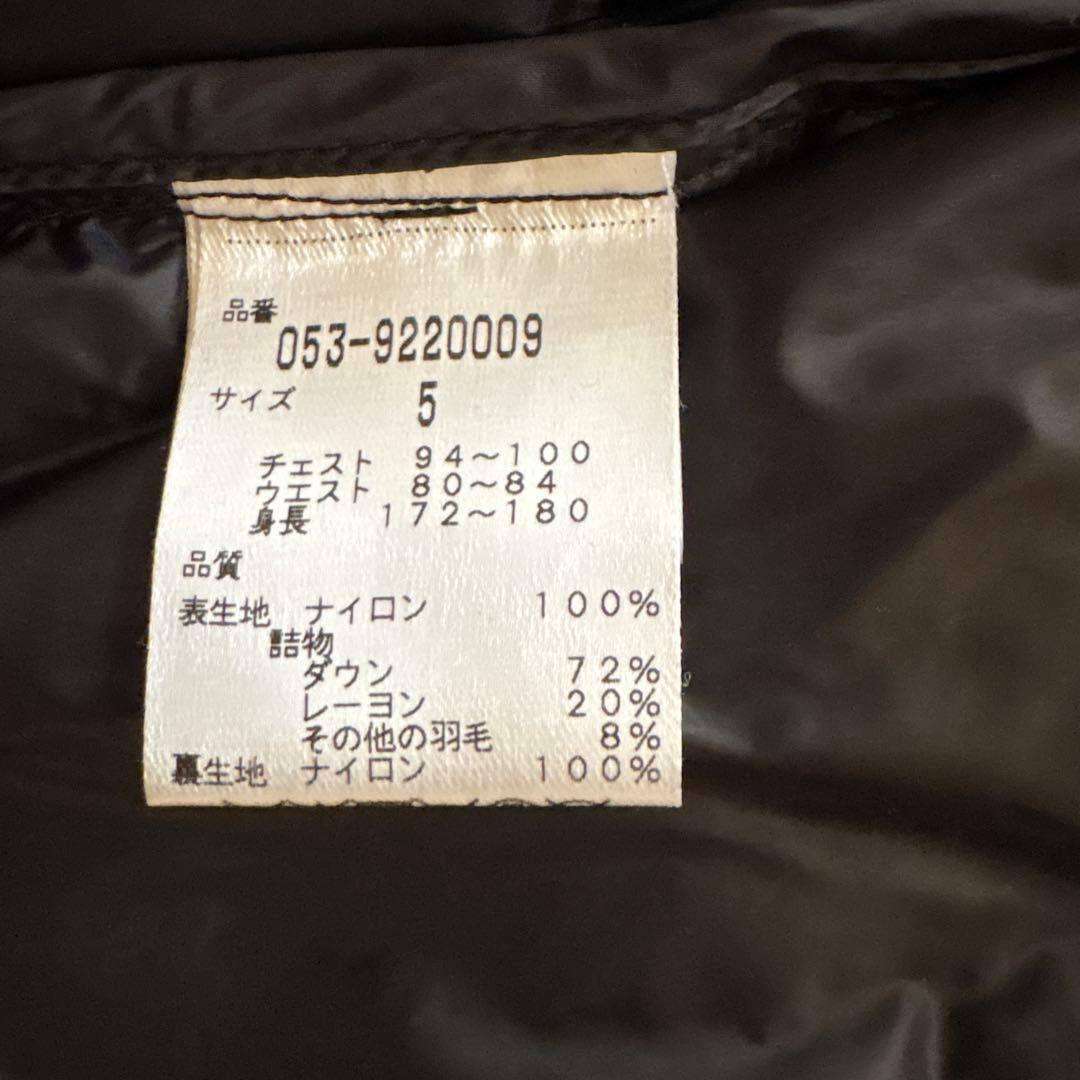 品番
053-9220009
サイズ 5
チェスト 94～100
ウエスト 80～84
身長 172～180
品質
表生地 ナイロン 100%
詰物
ダウン 72%
レーヨン 20%
その他の羽毛 8%
裏生地 ナイロン 100%